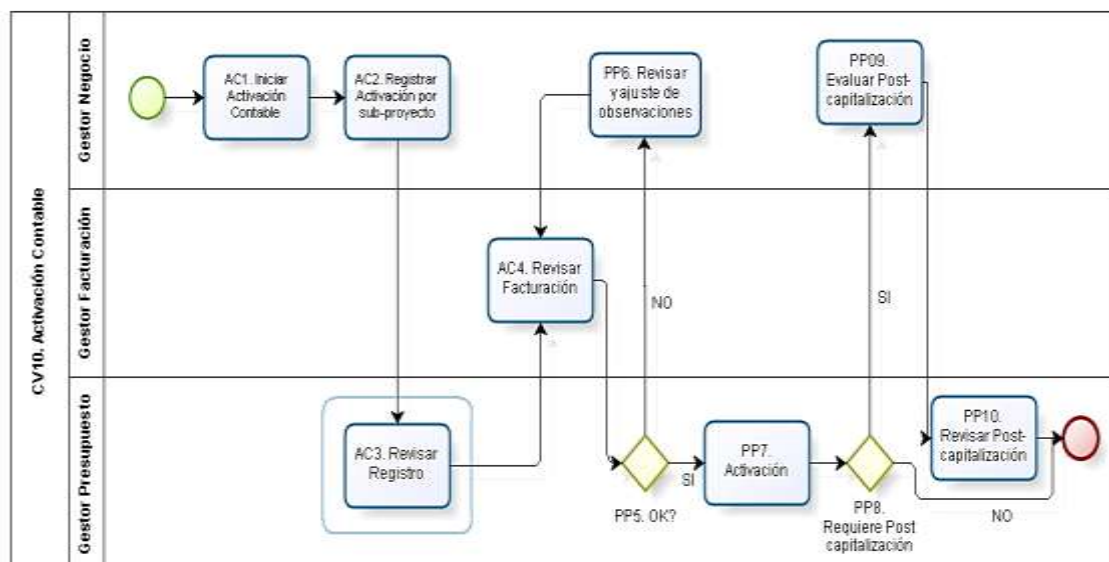 CV10. Activación Contable
Gestor Negocio
AC1. Iniciar
Activación
Contable
AC2. Registrar
Activación por
sub-proyecto
PP6. Revisar
yajuste de
observaciones
PP09.
Evaluar Post-
capitalización
Gestor Facturación
AC4. Revisar
Facturación
NO
SI
Gestor Presupuesto
AC3. Revisar
Registro
PP5. OK?
SI
PP7.
Activación
PP8.
Requiere Post
capitalización
PP10.
Revisar Post-
capitalización
NO